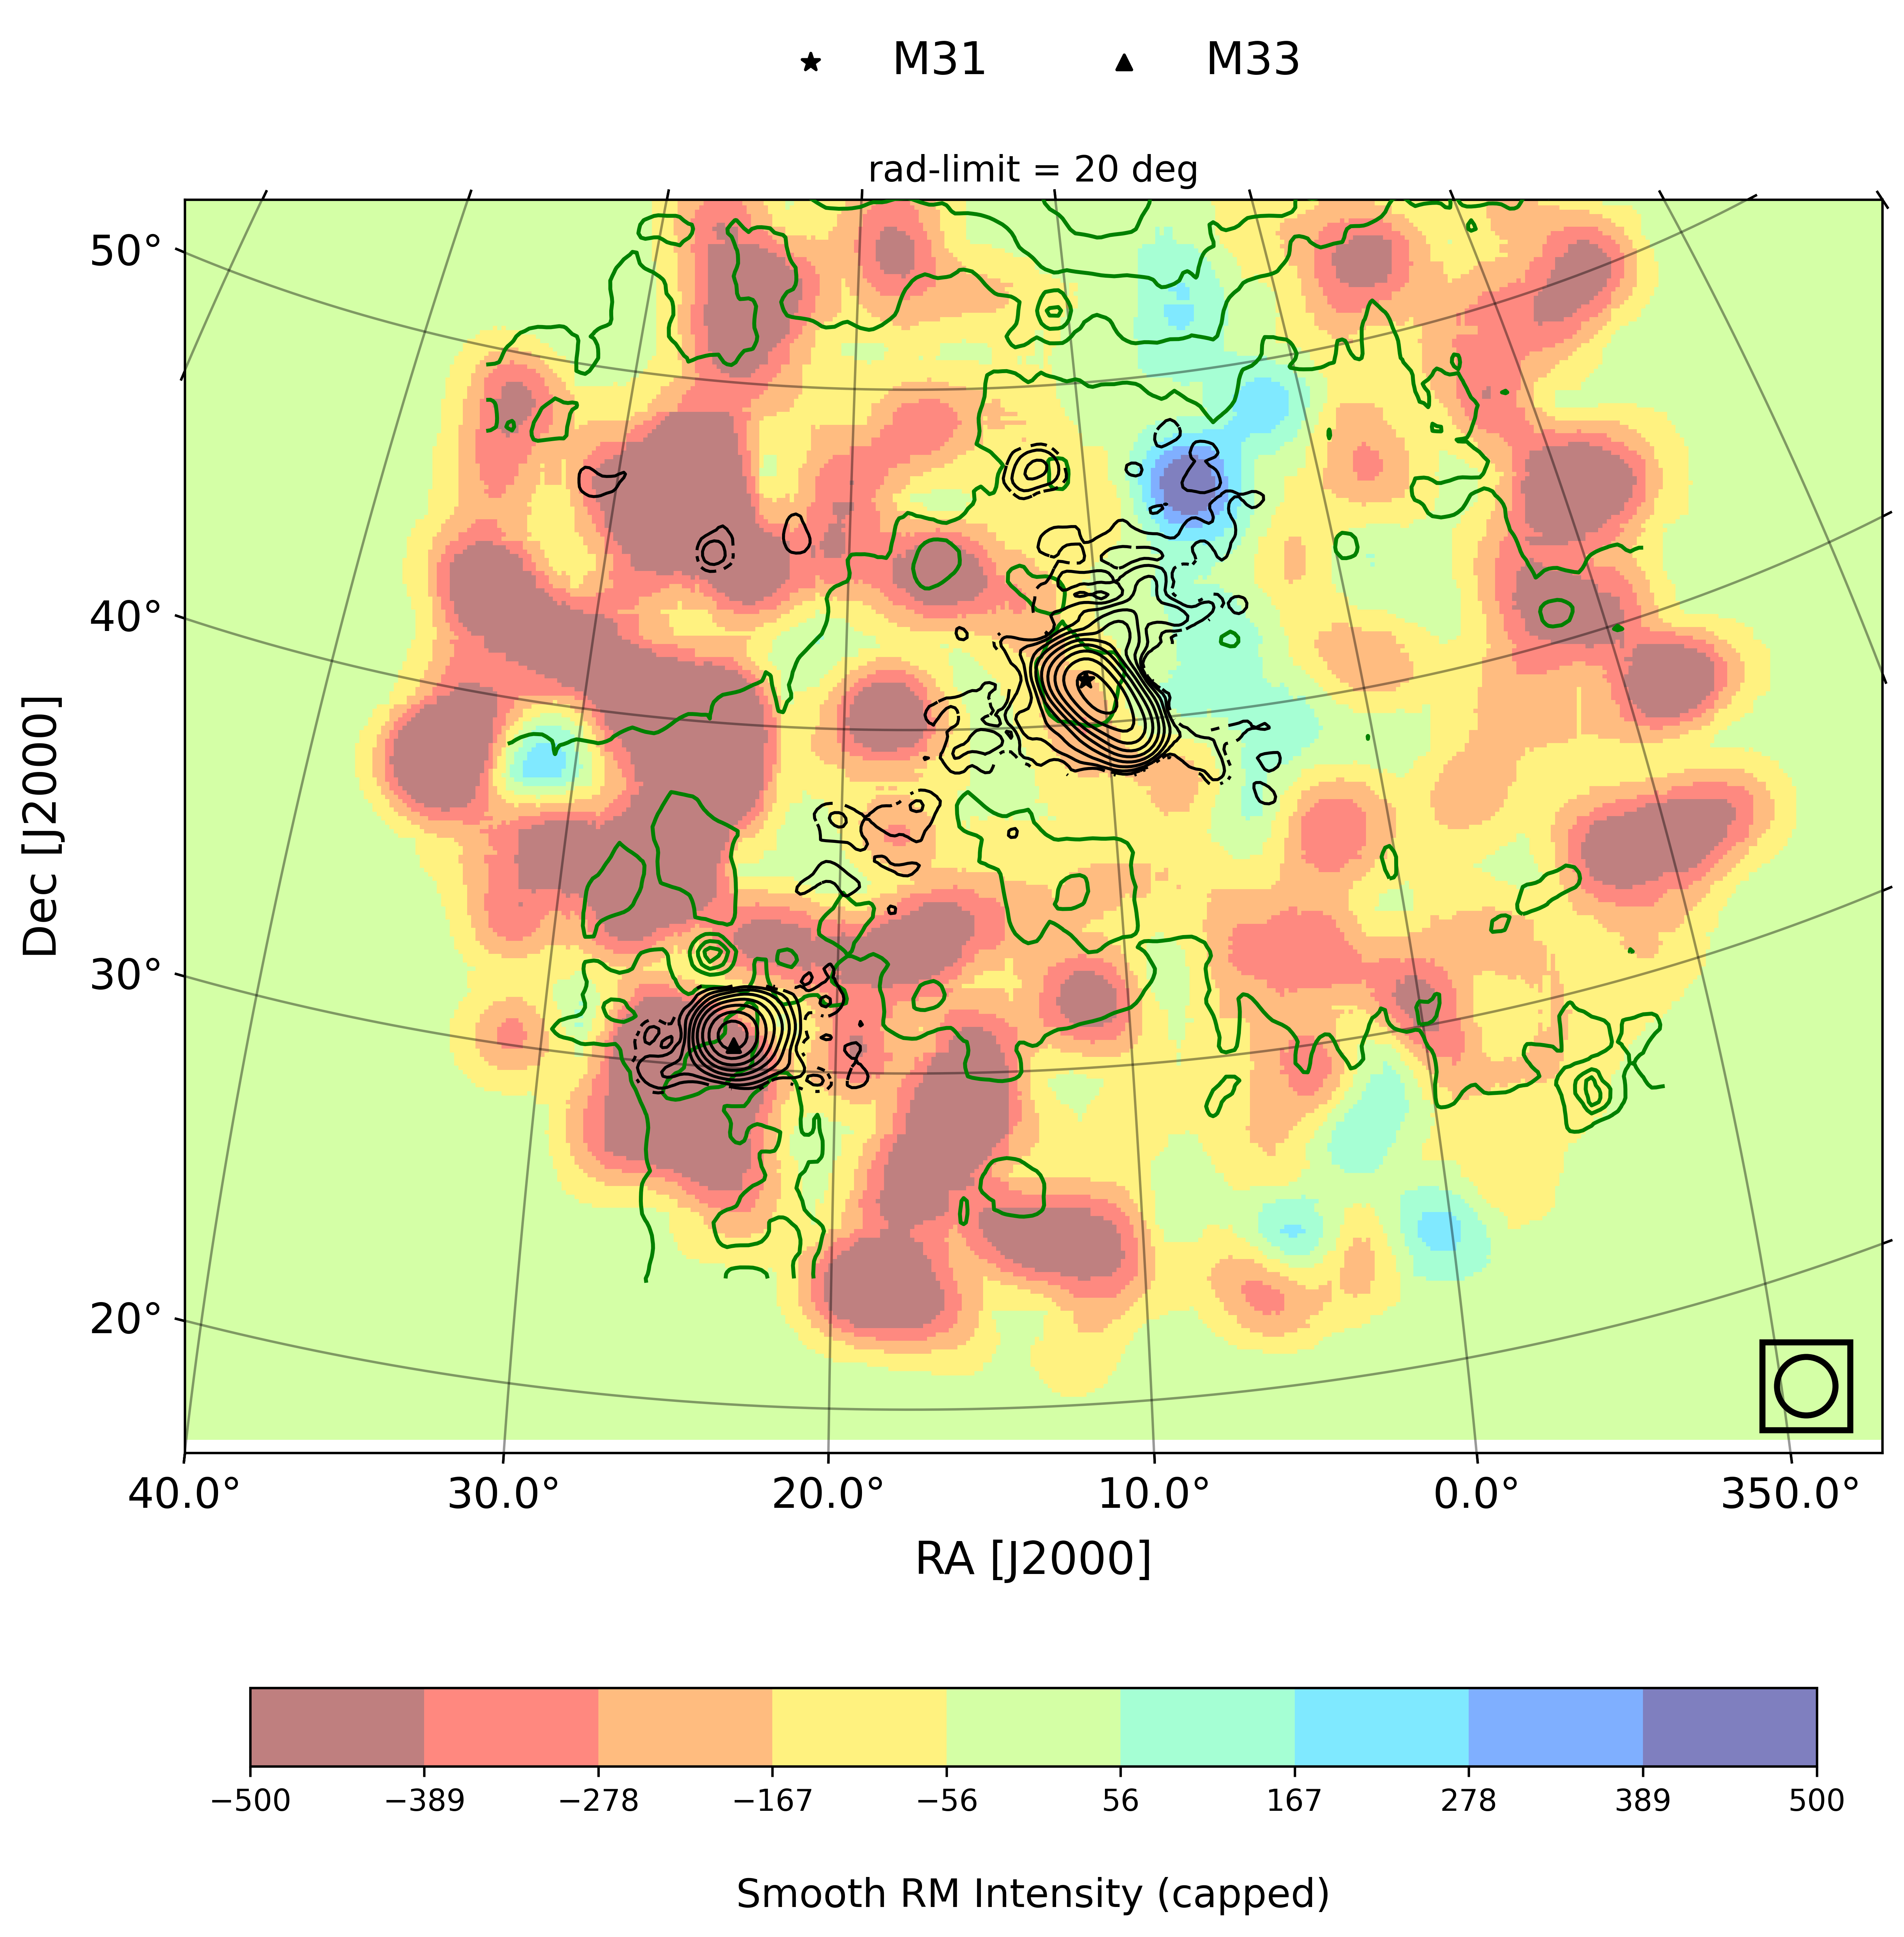 M31 M33
rad-limit = 20 deg
50°
40°
30°
20°
Dec [J2000]
40.0° 30.0° 20.0° 10.0° 0.0° 350.0°
RA [J2000]
−500 −389 −278 −167 −56 56 167 278 389 500
Smooth RM Intensity (capped)